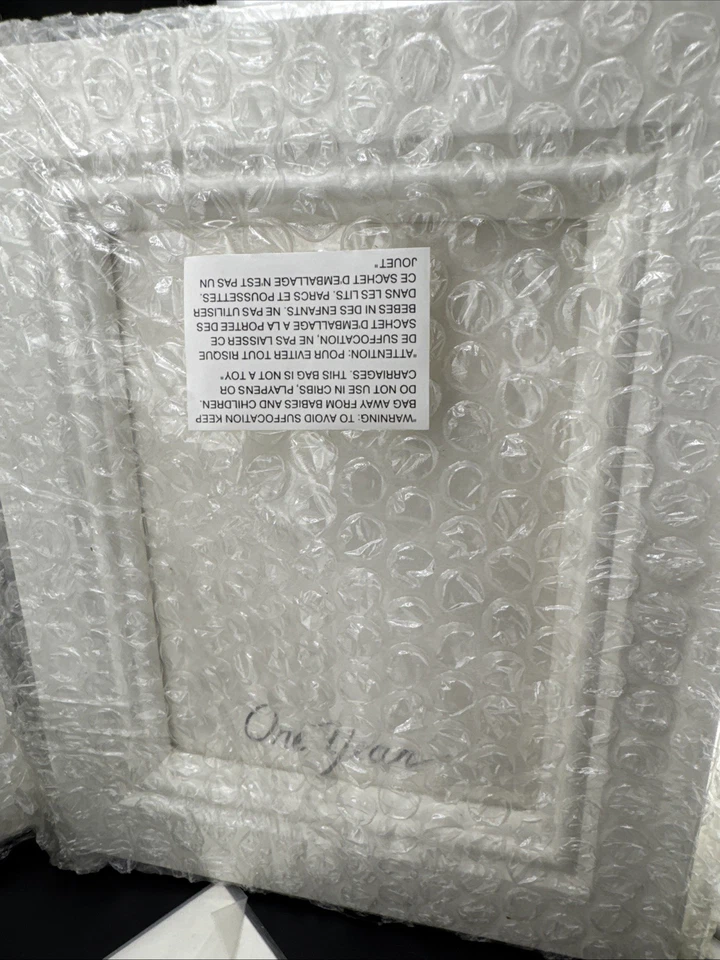 "WARNING: TO AVOID SUFFOCATION KEEP
BAG AWAY FROM BABIES AND CHILDREN.
DO NOT USE IN CRIBS, PLAYPENS OR
CARRIAGES. THIS BAG IS NOT A TOY"
"ATTENTION: POUR EVITER TOUT RISQUE
DE SUFFOCATION, NE PAS LAISSER CE
SACHET D'EMBALLAGE A LA PORTEE DES
BEBES NI DES ENFANTS. NE PAS UTILISER
DANS LES LITS. PARCS ET POUSSETTES.
CE SACHET D'EMBALLAGE N'EST PAS UN
JOUET"
One Year